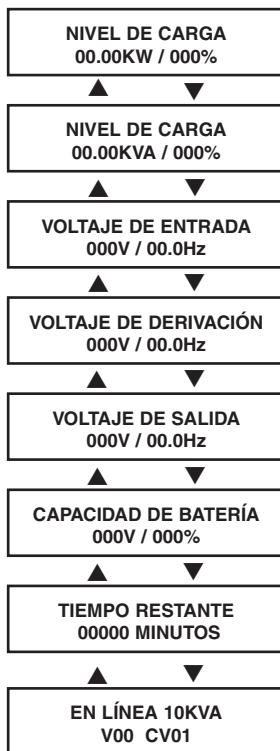 NIVEL DE CARGA
00.00KW / 000%
NIVEL DE CARGA
00.00KVA / 000%
VOLTAJE DE ENTRADA
000V / 00.0Hz
VOLTAJE DE DERIVACIÓN
000V / 00.0Hz
VOLTAJE DE SALIDA
000V / 00.0Hz
CAPACIDAD DE BATERÍA
000V / 000%
TIEMPO RESTANTE
00000 MINUTOS
EN LÍNEA 10KVA
V00 CV01